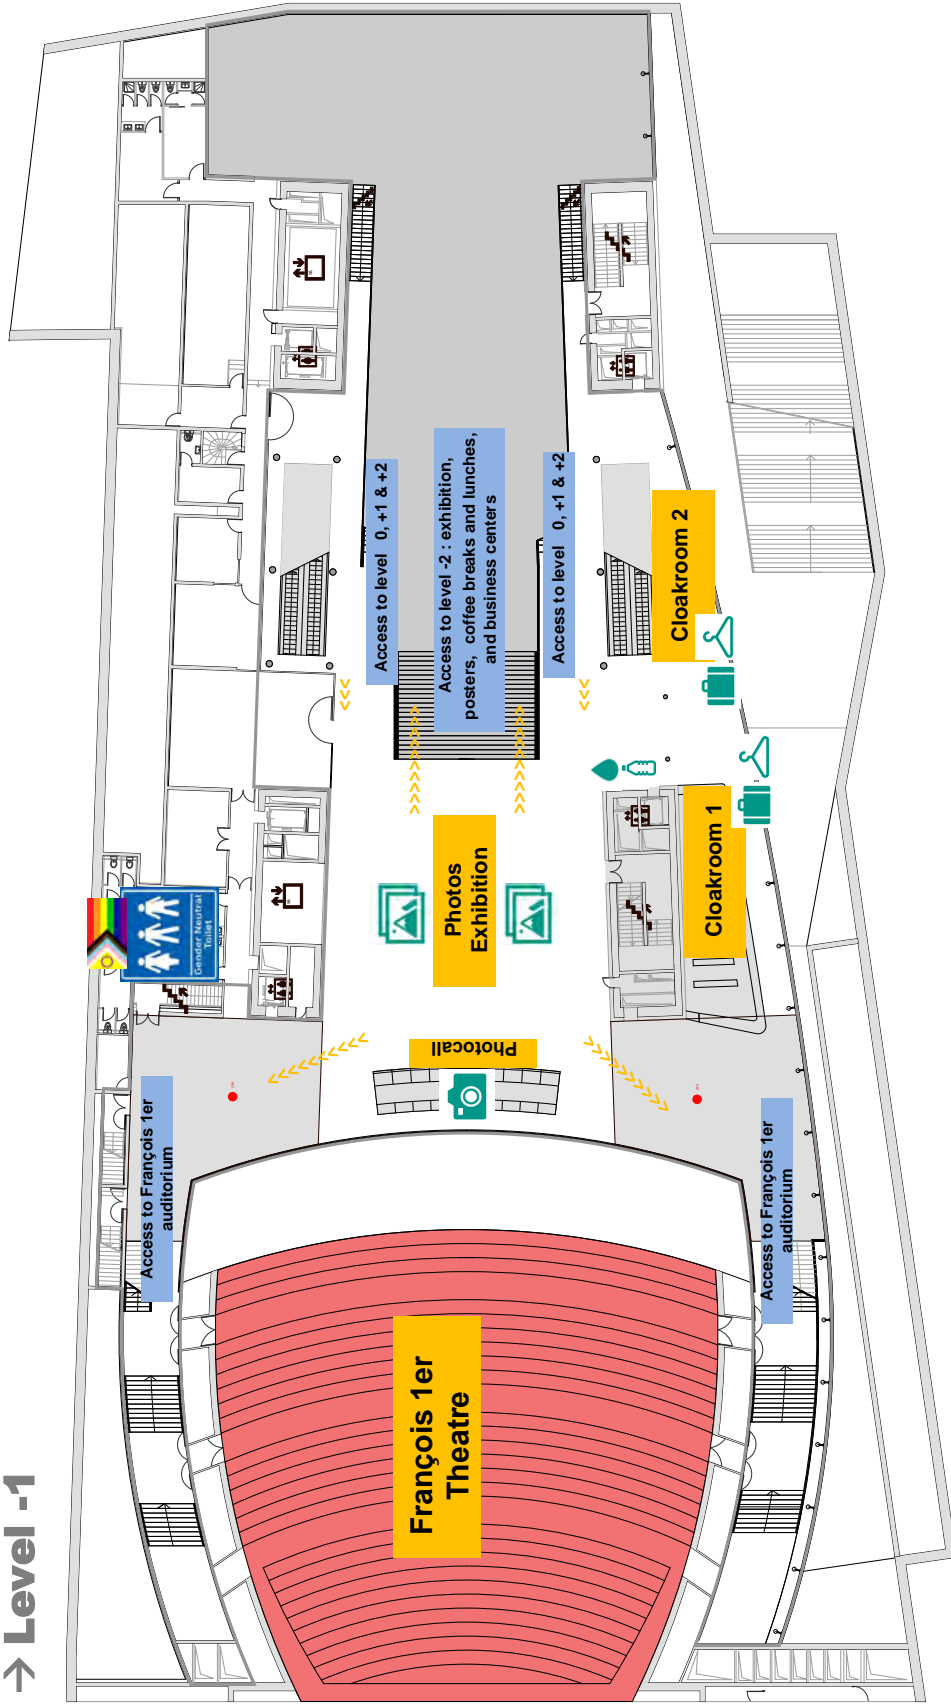 → Level -1
François 1er
Theatre
Access to François 1er
auditorium
Access to François 1er
auditorium
Photocall
Gender Neutral
Toilet
Photos
Exhibition
Cloakroom 1
Cloakroom 2
Access to level 0, +1 & +2
Access to level -2 : exhibition,
posters, coffee breaks and lunches,
and business centers
Access to level 0, +1 & +2